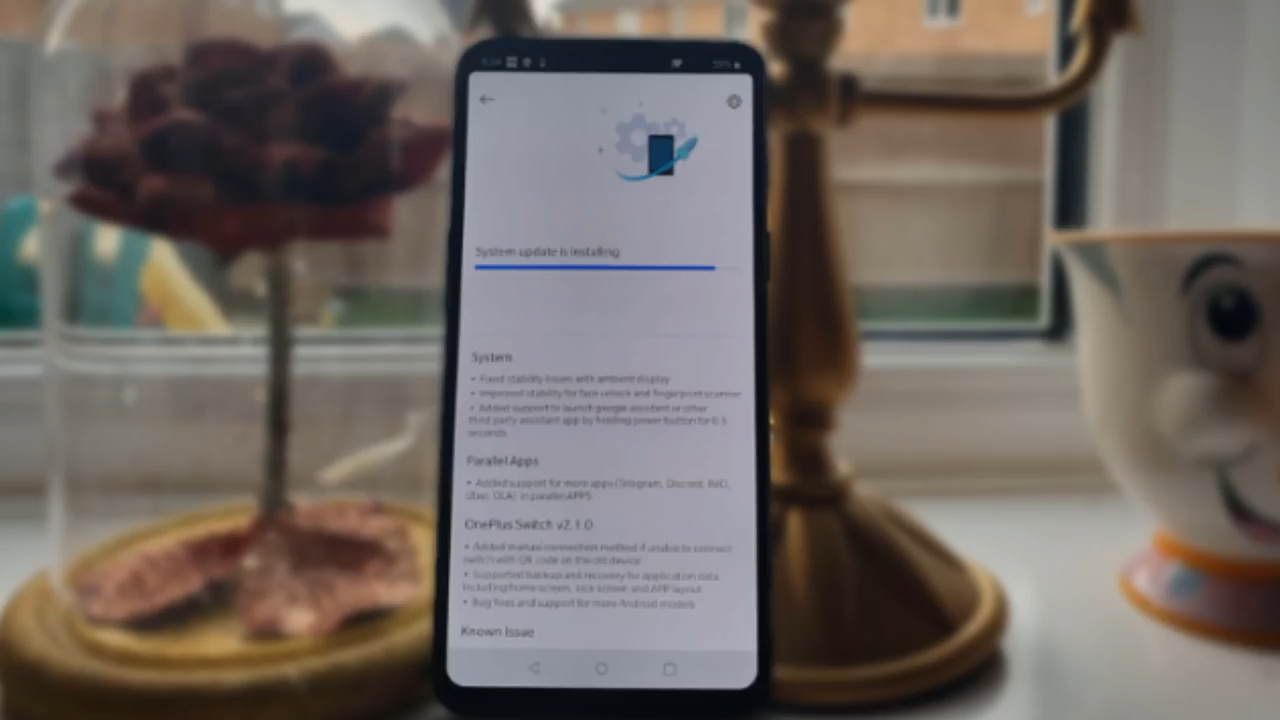 System update is installing
System
• Fixed stability issues with ambient display
• Improved stability for face unlock and fingerprint scanner
• Added support to launch google assistant or other
third party assistant app by holding power button for 0.5
seconds
Parallel Apps
• Added support for more apps (Telegram, Discord, IMO,
Uber, OLA) in parallel APPS
OnePlus Switch v2.1.0
• Added manual connection method if unable to connect
switch with QR code on the old device
• Supported backup and recovery for application data
including home screen, lock screen and APP layout
• Bug fixes and support for more Android models
Known Issue